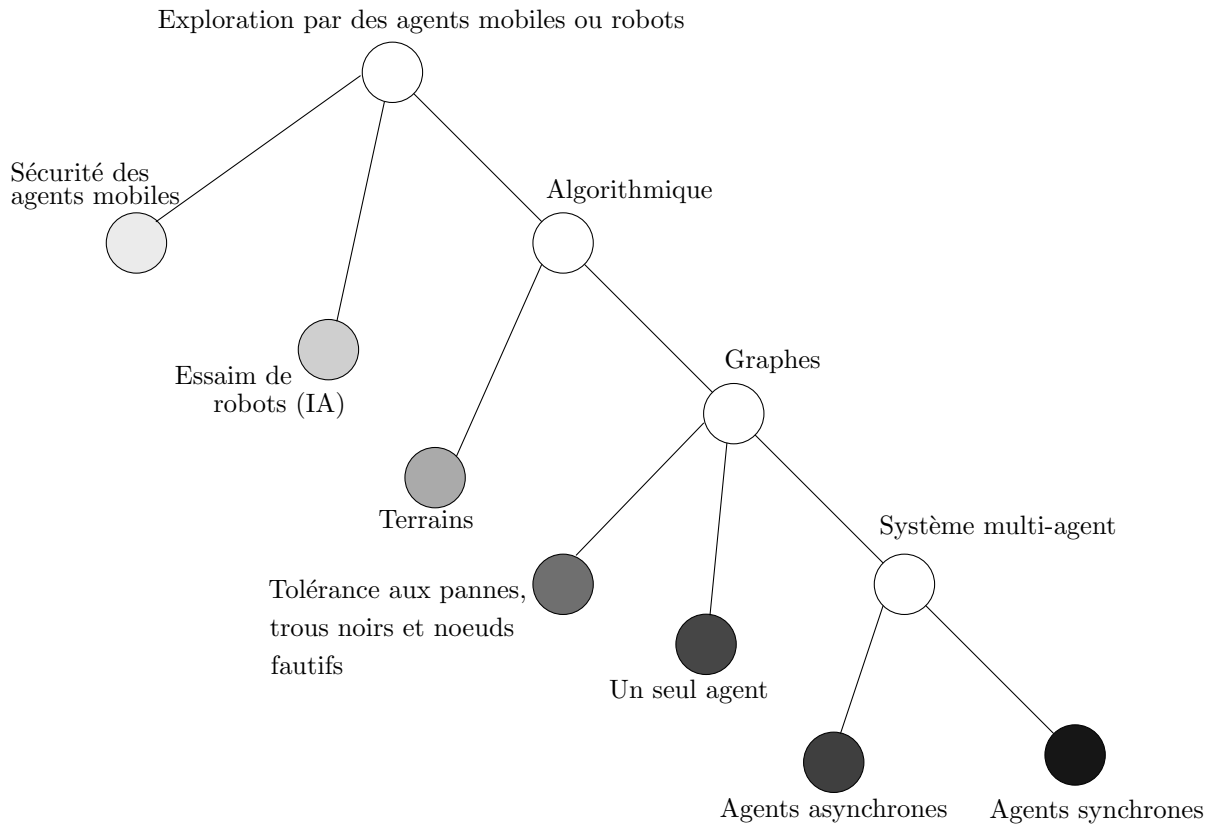 Exploration par des agents mobiles ou robots
Sécurité des
agents mobiles
Algorithmique
Essaim de
robots (IA)
Graphes
Terrains
Système multi-agent
Tolérance aux pannes,
trous noirs et noeuds
fautifs
Un seul agent
Agents asynchrones
Agents synchrones